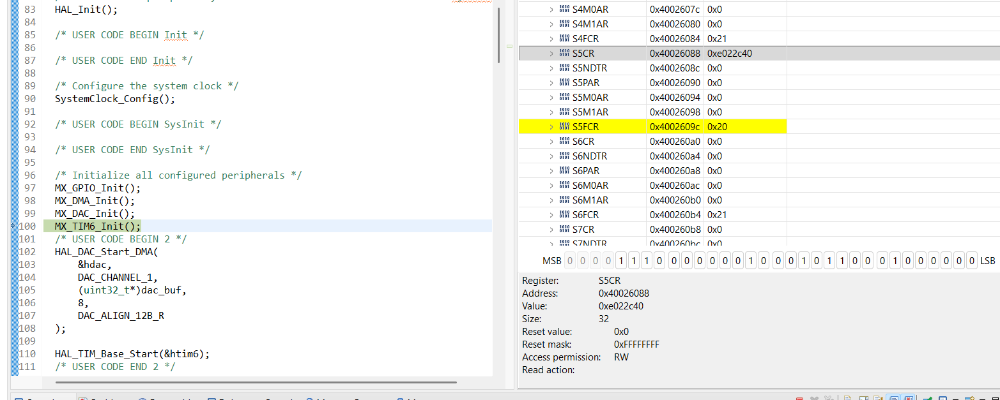 83 HAL_Init();
84
85 /* USER CODE BEGIN Init */
86
87 /* USER CODE END Init */
88
89 /* Configure the system clock */
90 SystemClock_Config();
91
92 /* USER CODE BEGIN SysInit */
93
94 /* USER CODE END SysInit */
95
96 /* Initialize all configured peripherals */
97 MX_GPIO_Init();
98 MX_DMA_Init();
99 MX_DAC_Init();
100 MX_TIM6_Init();
101 /* USER CODE BEGIN 2 */
102 HAL_DAC_Start_DMA(
103 &hdac,
104 DAC_CHANNEL_1,
105 (uint32_t*)dac_buf,
106 8,
107 DAC_ALIGN_12B_R
108 );
109
110 HAL_TIM_Base_Start(&htim6);
111 /* USER CODE END 2 */
S4M0AR 0x4002607c 0x0
S4M1AR 0x40026080 0x0
S4FCR 0x40026084 0x21
S5CR 0x40026088 0xe022c40
S5NDTR 0x4002608c 0x0
S5PAR 0x40026090 0x0
S5M0AR 0x40026094 0x0
S5M1AR 0x40026098 0x0
S5FCR 0x4002609c 0x20
S6CR 0x400260a0 0x0
S6NDTR 0x400260a4 0x0
S6PAR 0x400260a8 0x0
S6M0AR 0x400260ac 0x0
S6M1AR 0x400260b0 0x0
S6FCR 0x400260b4 0x21
S7CR 0x400260b8 0x0
S7NDTR 0x400260bc 0x0
MSB 0 0 0 0 1 1 1 0 0 0 0 0 0 0 1 0 0 0 1 0 1 1 0 0 0 1 0 0 0 0 0 0 LSB
Register: S5CR
Address: 0x40026088
Value: 0xe022c40
Size: 32
Reset value: 0x0
Reset mask: 0xFFFFFFFF
Access permission: RW
Read action: